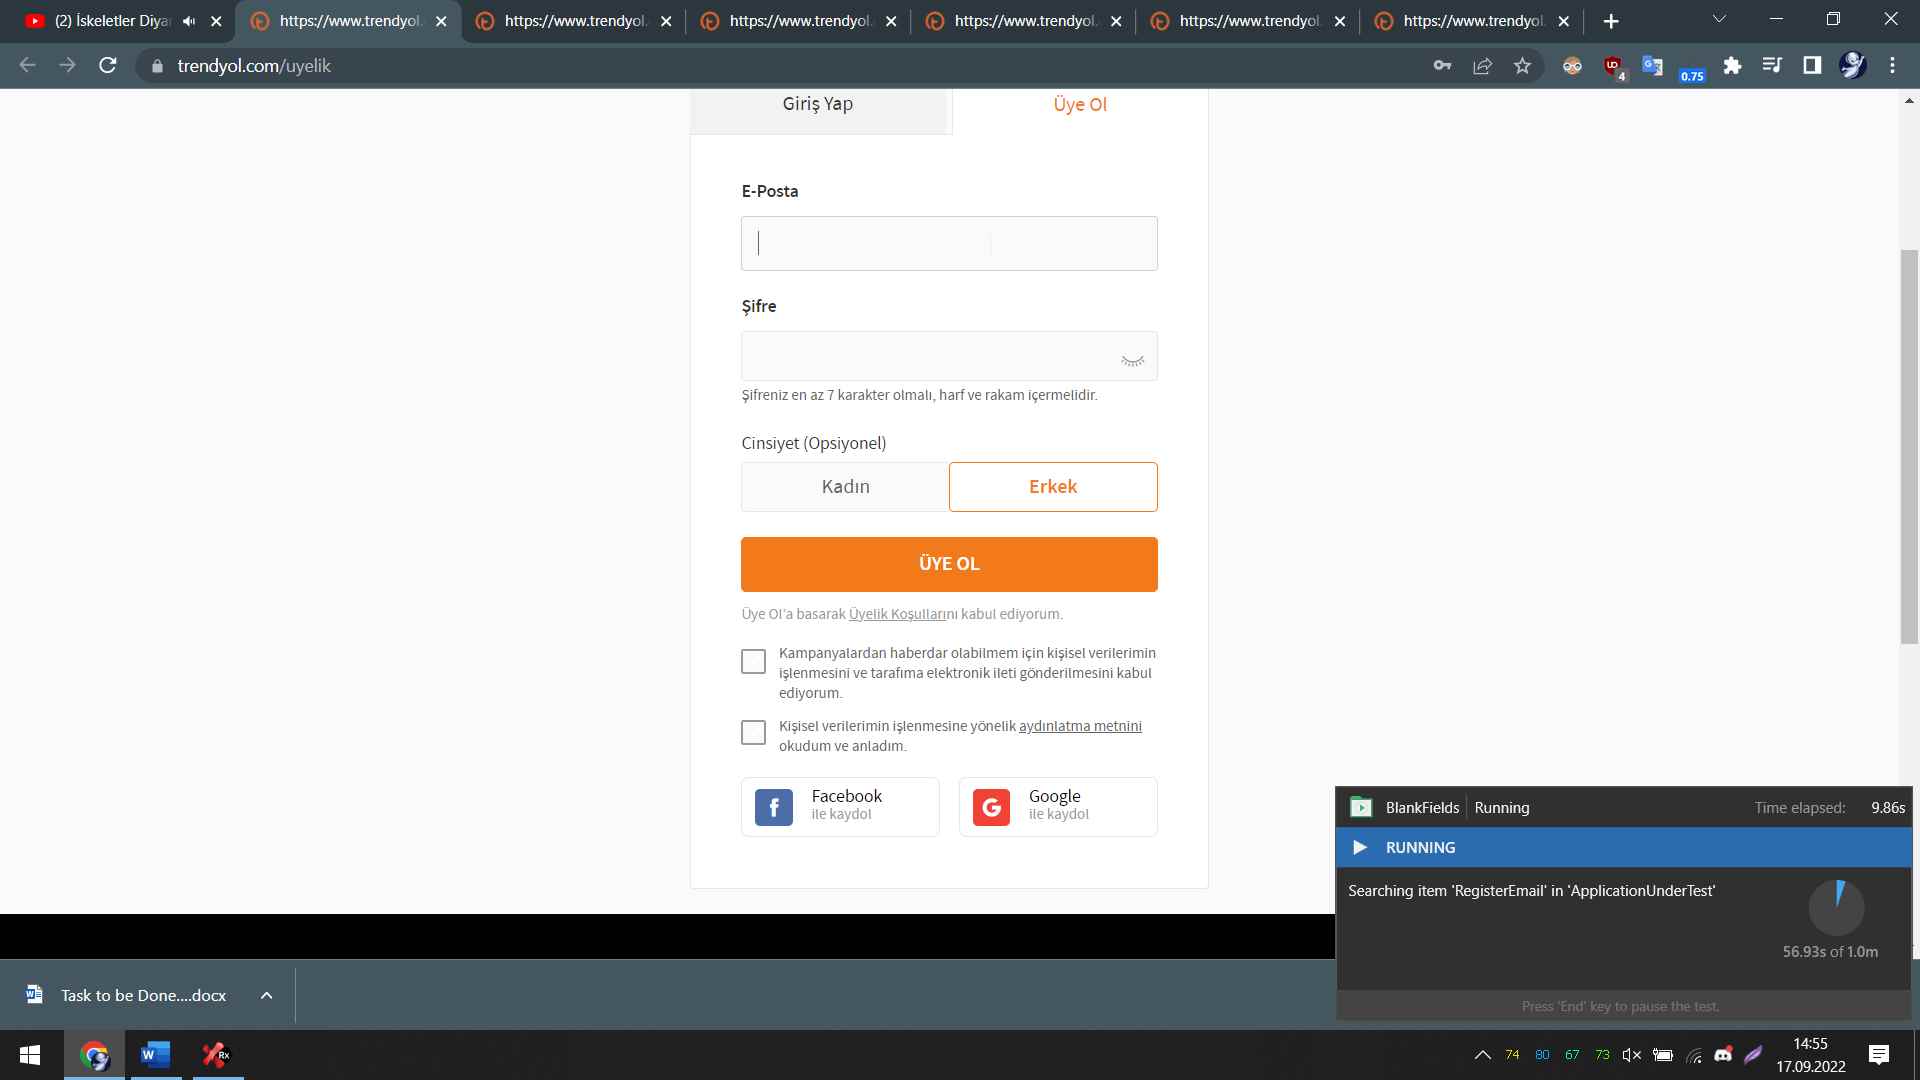 (2) İskeletler Diyar
https://www.trendyol.
https://www.trendyol.
https://www.trendyol.
https://www.trendyol.
https://www.trendyol.
https://www.trendyol.
trendyol.com/uyelik
4
0.75
Giriş Yap
Üye Ol
E-Posta
Şifre
Şifreniz en az 7 karakter olmalı, harf ve rakam içermelidir.
Cinsiyet (Opsiyonel)
Kadın
Erkek
ÜYE OL
Üye Ol'a basarak Üyelik Koşullarını kabul ediyorum.
Kampanyalardan haberdar olabilmem için kişisel verilerimin
işlenmesini ve tarafıma elektronik ileti gönderilmesini kabul
ediyorum.
Kişisel verilerimin işlenmesine yönelik aydınlatma metnini
okudum ve anladım.
Facebook
ile kaydol
Google
ile kaydol
BlankFields
Running
Time elapsed:
9.86s
RUNNING
Searching item 'RegisterEmail' in 'ApplicationUnderTest'
56.93s of 1.0m
Press 'End' key to pause the test.
Task to be Done....docx
74
80
67
73
14:55
17.09.2022